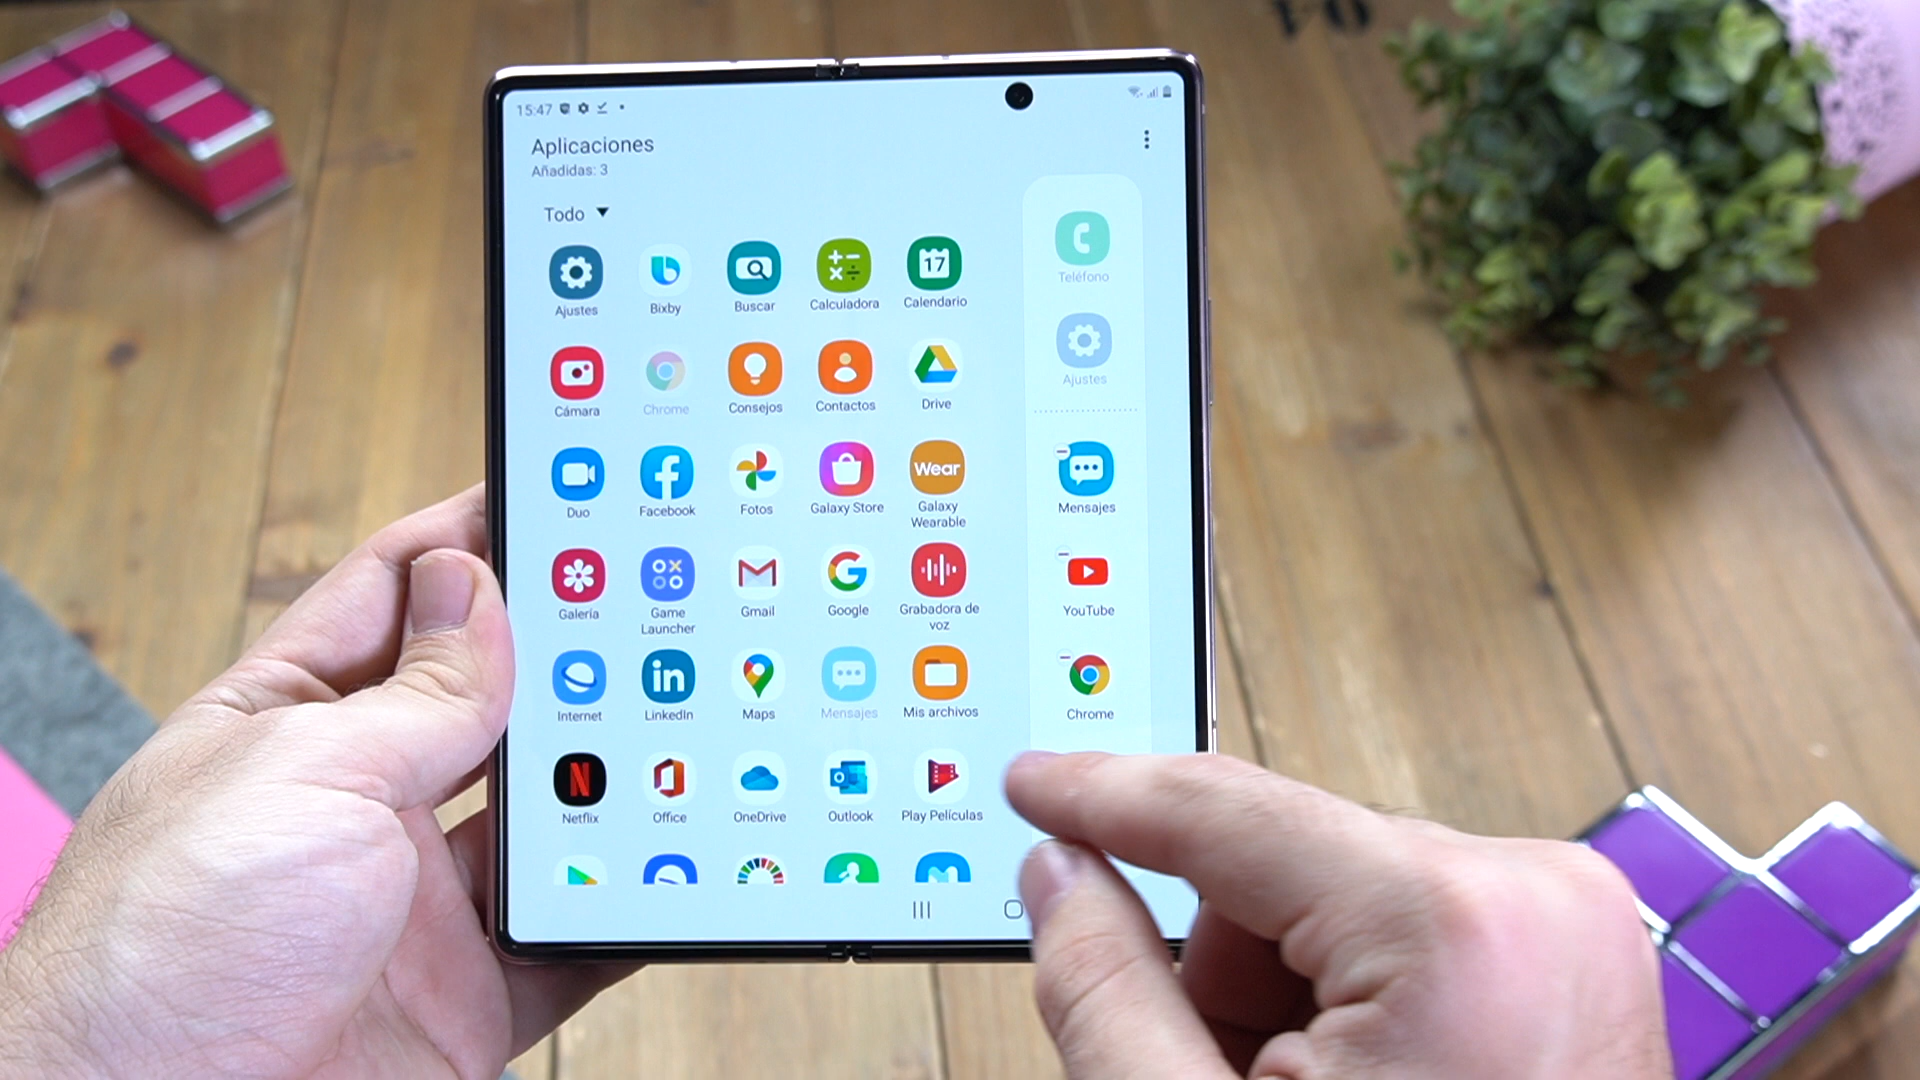 15:47
Aplicaciones
Añadidas: 3
Todo
17
Ajustes Bixby Buscar Calculadora Calendario
Cámara Chrome Consejos Contactos Drive
Wear
Duo Facebook Fotos Galaxy Store Galaxy Wearable
Galería Game Launcher Gmail Google Grabadora de voz
in
Internet LinkedIn Maps Mensajes Mis archivos
Netflix Office OneDrive Outlook Play Películas
Teléfono
Ajustes
Mensajes
YouTube
Chrome